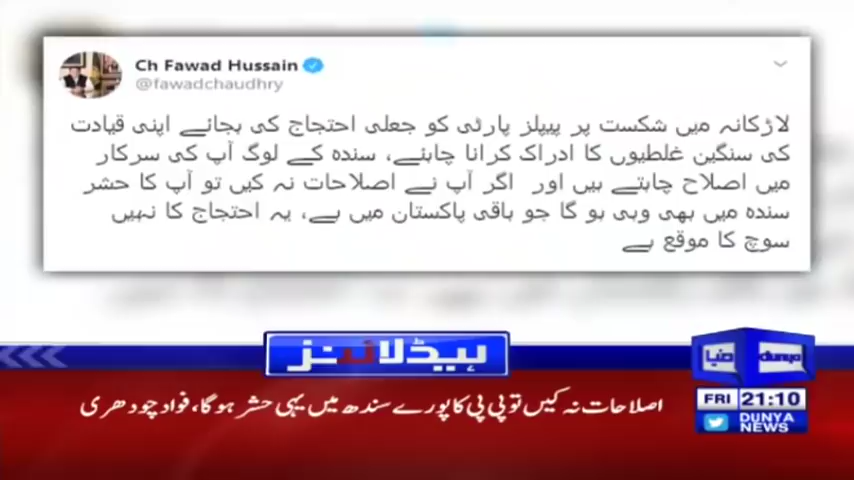 Ch Fawad Hussain
@fawadchaudhry
لاڑکانہ میں شکست پر پیپلز پارٹی کو جعلی احتجاج کی بجائے اپنی قیادت
کی سنگین غلطیوں کا ادراک کرانا چاہئے، سندھ کے لوگ آپ کی سرکار
میں اصلاح چاہتے ہیں اور اگر آپ نے اصلاحات نہ کیں تو آپ کا حشر
سندھ میں بھی وہی ہو گا جو باقی پاکستان میں ہے، یہ احتجاج کا نہیں
سوچ کا موقع ہے
ہیڈلائنز
دنیا dunya
اصلاحات نہ کیں تو پی پی کا پورے سندھ میں یہی حشر ہوگا، فواد چودھری
FRI 21:10
DUNYA
NEWS